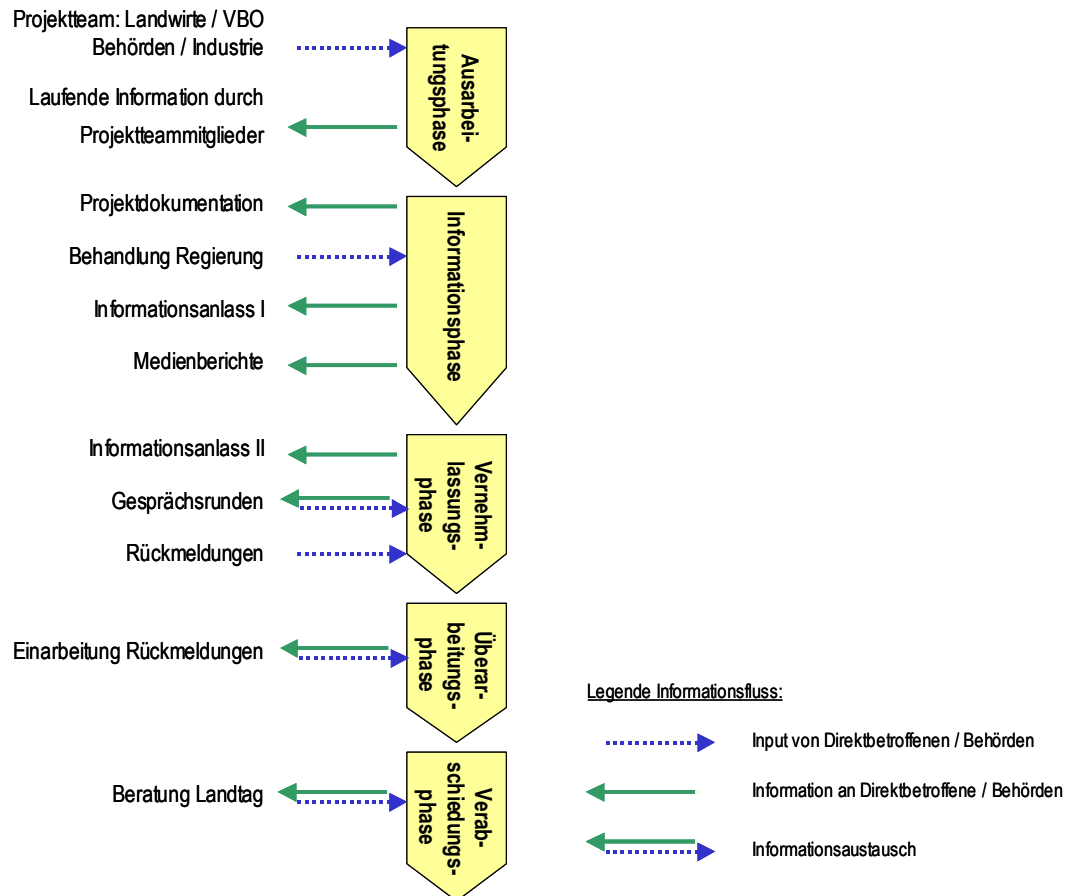 Projektteam: Landwirte / VBO
Behörden / Industrie
Laufende Information durch
Projektteammitglieder
Ausarbei-
tungsphase
Projektdokumentation
Behandlung Regierung
Informationsanlass I
Medienberichte
Informationsphase
Informationsanlass II
Gesprächsrunden
Rückmeldungen
Vernehm-
lassungs-
phase
Einarbeitung Rückmeldungen
Überar-
beitungs-
phase
Beratung Landtag
Verab-
schiedungs-
phase
Legende Informationsfluss:
Input von Direktbetroffenen / Behörden
Information an Direktbetroffene / Behörden
Informationsaustausch